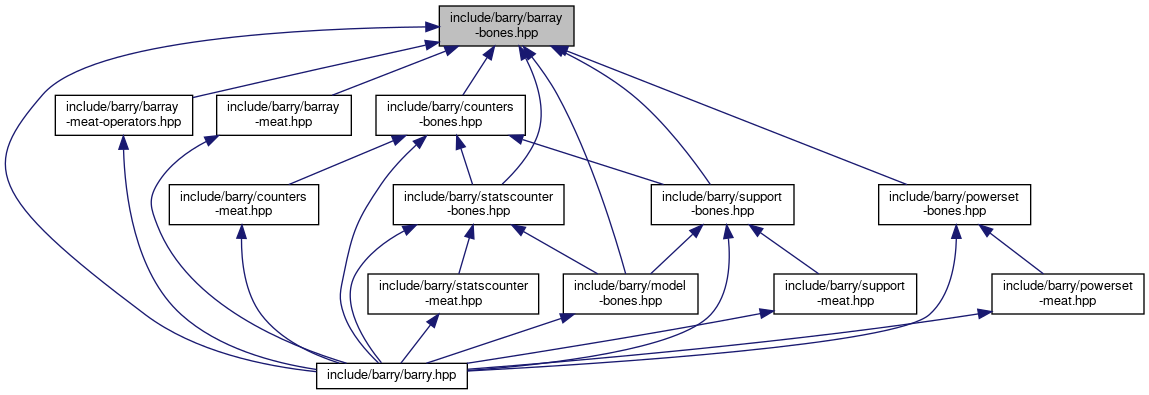 include/barry/barray
-bones.hpp
include/barry/barray
-meat-operators.hpp
include/barry/barray
-meat.hpp
include/barry/counters
-bones.hpp
include/barry/counters
-meat.hpp
include/barry/statscounter
-bones.hpp
include/barry/support
-bones.hpp
include/barry/powerset
-bones.hpp
include/barry/statscounter
-meat.hpp
include/barry/model
-bones.hpp
include/barry/support
-meat.hpp
include/barry/powerset
-meat.hpp
include/barry/barry.hpp